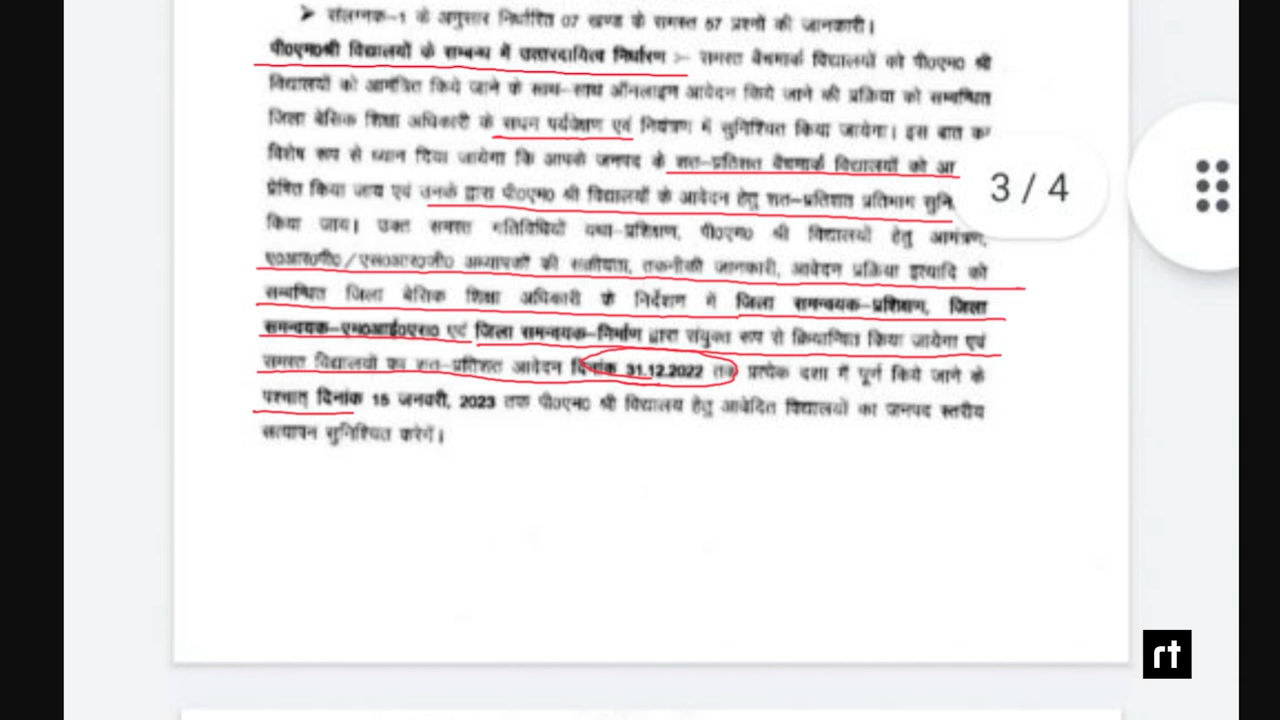 ➤ संलग्नक-1 के अनुसार निर्धारित 07 खण्ड के समस्त 57 प्रश्नों की जानकारी।
पी०एम०श्री विद्यालयों के सम्बन्ध में उत्तरदायित्व निर्धारण :- समस्त बेंचमार्क विद्यालयों को पी०एम० श्री
विद्यालयों को आमंत्रित किये जाने के साथ-साथ ऑनलाइन आवेदन किये जाने की प्रक्रिया को सम्बन्धित
जिला बेसिक शिक्षा अधिकारी के सघन पर्यवेक्षण एवं नियंत्रण में सुनिश्चित किया जायेगा। इस बात का
विशेष रूप से ध्यान दिया जायेगा कि आपके जनपद के शत-प्रतिशत बेंचमार्क विद्यालयों को आ
प्रेषित किया जाय एवं उनके द्वारा पी०एम० श्री विद्यालयों के आवेदन हेतु शत-प्रतिशत प्रतिभाग सुनि
किया जाय। उक्त समस्त गतिविधियों यथा-प्रशिक्षण, पी०एम० श्री विद्यालयों हेतु आमंत्रण,
ए०आर०पी०/एस०आर०जी० अध्यापकों की सक्रीयता, तकनीकी जानकारी, आवेदन प्रक्रिया इत्यादि को
सम्बन्धित जिला बेसिक शिक्षा अधिकारी के निर्देशन में जिला समन्वयक-प्रशिक्षण, जिला
समन्वयक-एम०आई०एस० एवं जिला समन्वयक-निर्माण द्वारा संयुक्त रूप से क्रियान्वित किया जायेगा एवं
समस्त विद्यालयों का शत-प्रतिशत आवेदन दिनांक 31.12.2022 तक प्रत्येक दशा में पूर्ण किये जाने के
पश्चात् दिनांक 15 जनवरी, 2023 तक पी०एम० श्री विद्यालय हेतु आवेदित विद्यालयों का जनपद स्तरीय
सत्यापन सुनिश्चित करेगें।
3 / 4
rt